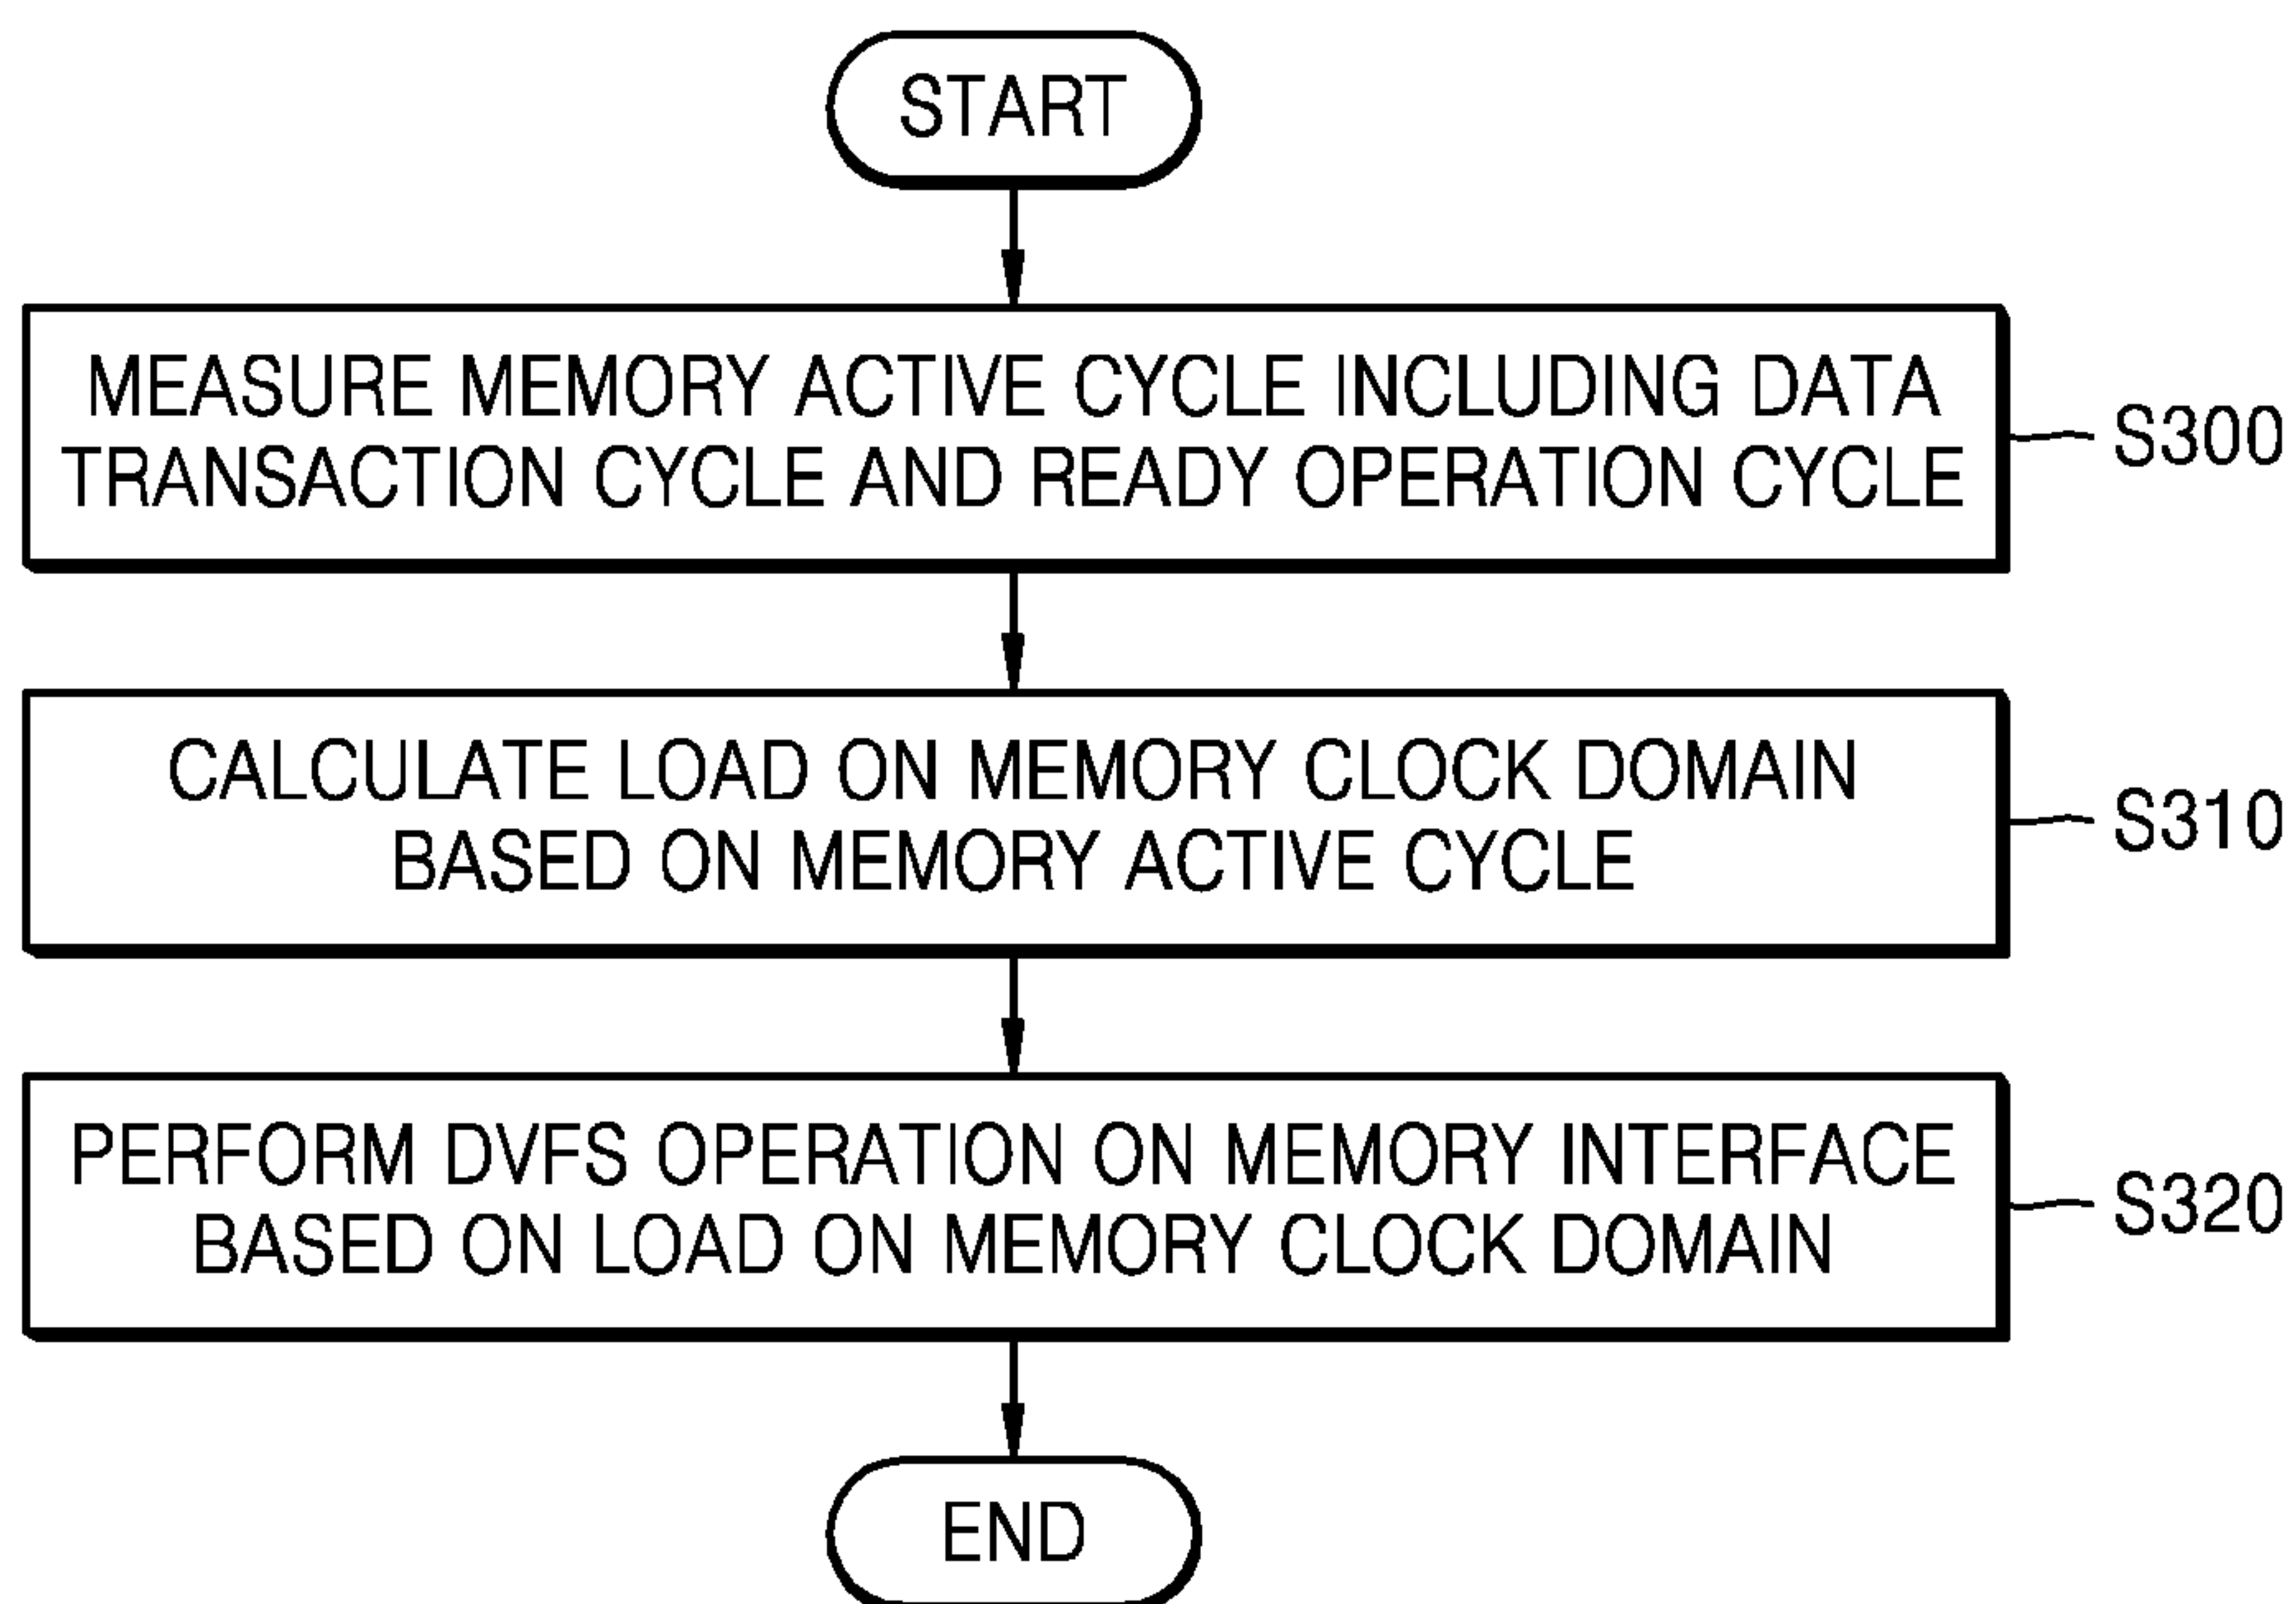 START
MEASURE MEMORY ACTIVE CYCLE INCLUDING DATA
TRANSACTION CYCLE AND READY OPERATION CYCLE
S300
CALCULATE LOAD ON MEMORY CLOCK DOMAIN
BASED ON MEMORY ACTIVE CYCLE
S310
PERFORM DVFS OPERATION ON MEMORY INTERFACE
BASED ON LOAD ON MEMORY CLOCK DOMAIN
S320
END